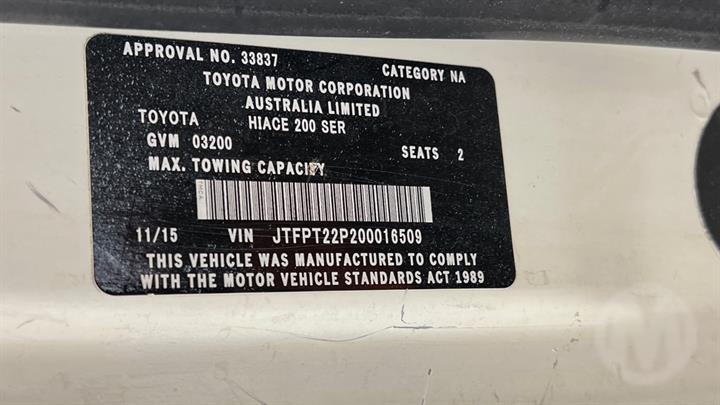 APPROVAL NO. 33837 CATEGORY NA
TOYOTA MOTOR CORPORATION
AUSTRALIA LIMITED
TOYOTA HIACE 200 SER
GVM 03200 SEATS 2
MAX. TOWING CAPACITY
TMCA
11/15 VIN JTFPT22P200016509
THIS VEHICLE WAS MANUFACTURED TO COMPLY
WITH THE MOTOR VEHICLE STANDARDS ACT 1989
M